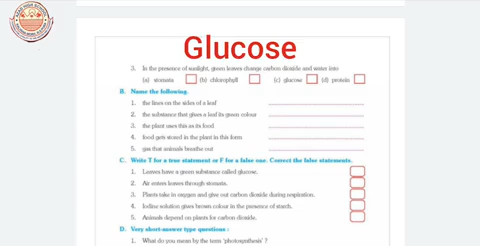 Glucose
3. In the presence of sunlight, green leaves change carbon dioxide and water into
(a) stomata (b) chlorophyll (c) glucose (d) protein
B. Name the following.
1. the lines on the sides of a leaf
2. the substance that gives a leaf its green colour
3. the plant uses this as its food
4. food gets stored in the plant in this form
5. gas that animals breathe out
C. Write T for a true statement or F for a false one. Correct the false statements.
1. Leaves have a green substance called glucose.
2. Air enters leaves through stomata.
3. Plants take in oxygen and give out carbon dioxide during respiration.
4. Iodine solution gives brown colour in the presence of starch.
5. Animals depend on plants for carbon dioxide.
D. Very short-answer type questions :
1. What do you mean by the term 'photosynthesis' ?